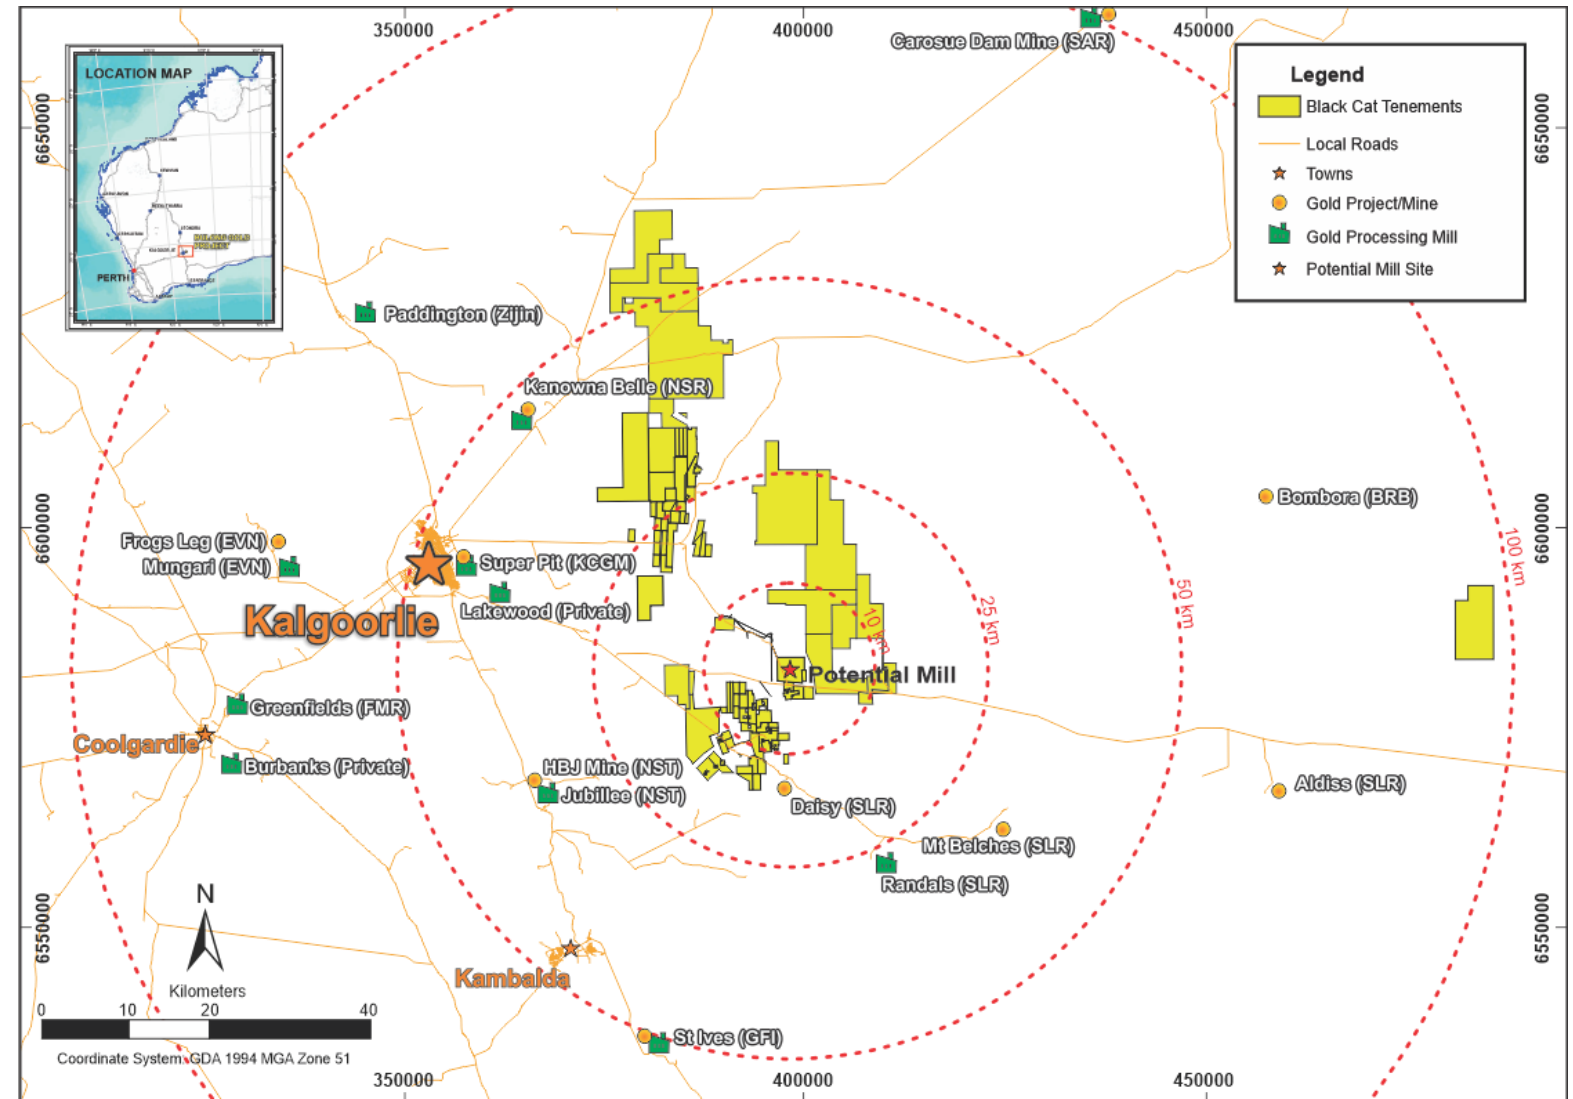 350000
400000
450000
Carosue Dam Mine (SAR)
LOCATION MAP
BULONG GOLD
PROJECT
PERTH
Legend
Black Cat Tenements
Local Roads
Towns
Gold Project/Mine
Gold Processing Mill
Potential Mill Site
6650000
6650000
Paddington (Zijin)
Kanowna Belle (NSR)
Bombora (BRB)
6600000
6600000
100 km
Frogs Leg (EVN)
Mungari (EVN)
Super Pit (KCGM)
Lakewood (Private)
Kalgoorlie
50 km
25 km
10 km
Potential Mill
Greenfields (FMR)
Coolgardie
Burbanks (Private)
HBJ Mine (NST)
Jubillee (NST)
Daisy (SLR)
Aldiss (SLR)
Mt Belches (SLR)
Randals (SLR)
6550000
6550000
N
Kambalda
Kilometers
0 10 20 40
St Ives (GFI)
Coordinate System: GDA 1994 MGA Zone 51
350000
400000
450000